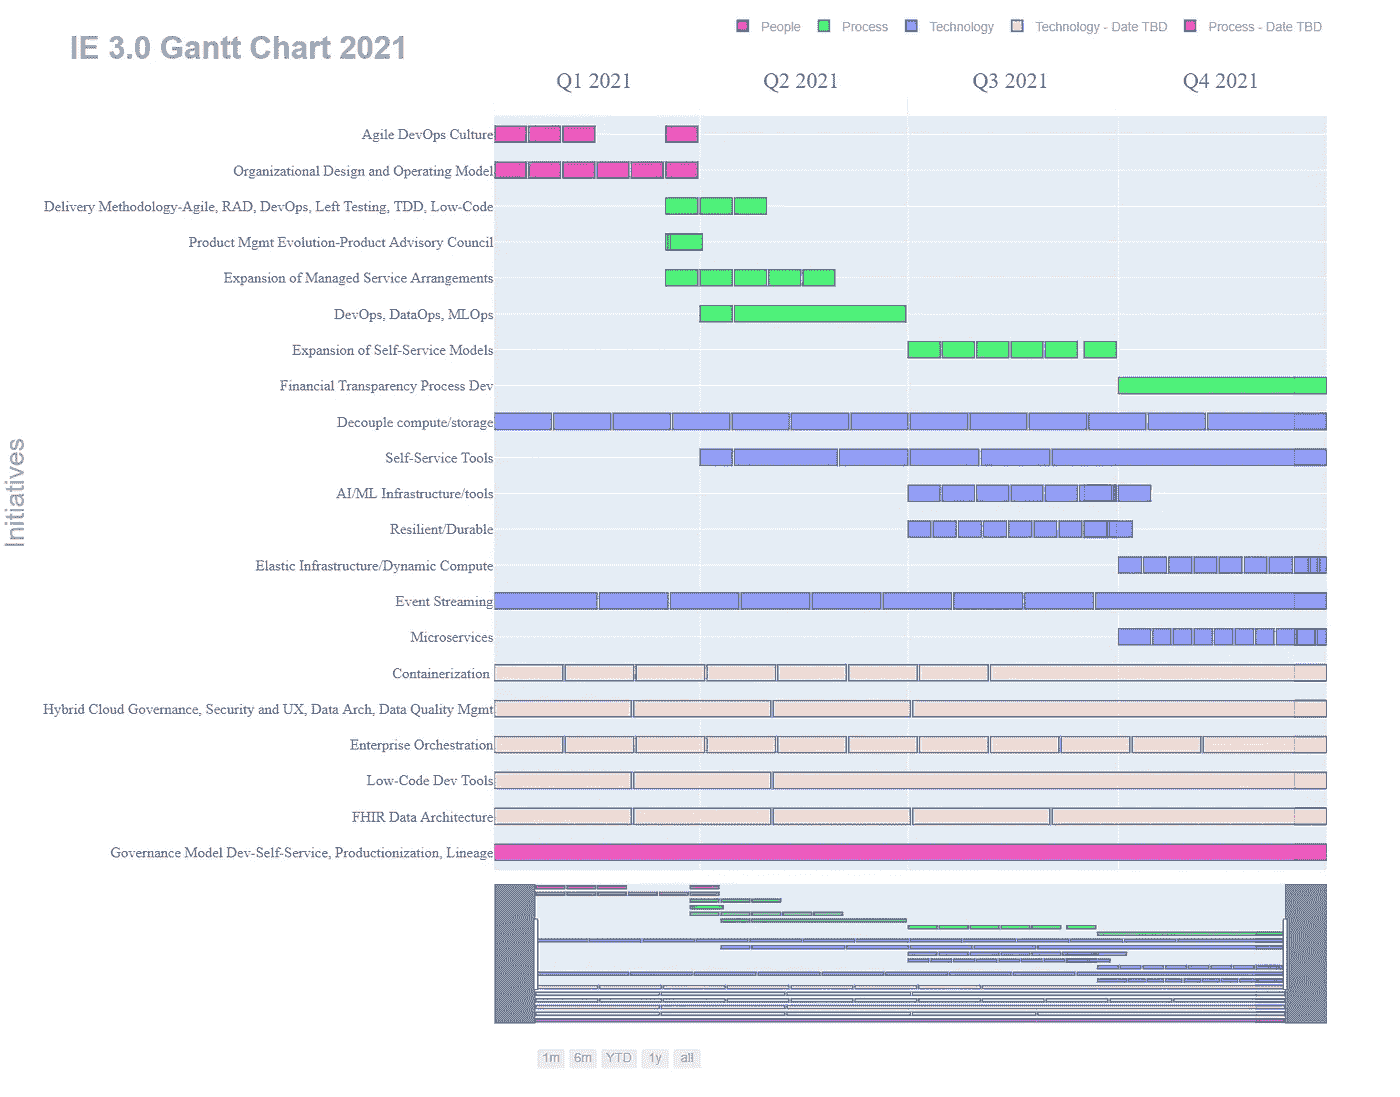 People Process Technology Technology - Date TBD Process - Date TBD
IE 3.0 Gantt Chart 2021
Q1 2021 Q2 2021 Q3 2021 Q4 2021
Initiatives
Agile DevOps Culture
Organizational Design and Operating Model
Delivery Methodology-Agile, RAD, DevOps, Left Testing, TDD, Low-Code
Product Mgmt Evolution-Product Advisory Council
Expansion of Managed Service Arrangements
DevOps, DataOps, MLOps
Expansion of Self-Service Models
Financial Transparency Process Dev
Decouple compute/storage
Self-Service Tools
AI/ML Infrastructure/tools
Resilient/Durable
Elastic Infrastructure/Dynamic Compute
Event Streaming
Microservices
Containerization
Hybrid Cloud Governance, Security and UX, Data Arch, Data Quality Mgmt
Enterprise Orchestration
Low-Code Dev Tools
FHIR Data Architecture
Governance Model Dev-Self-Service, Productionization, Lineage
1m 6m YTD 1y all